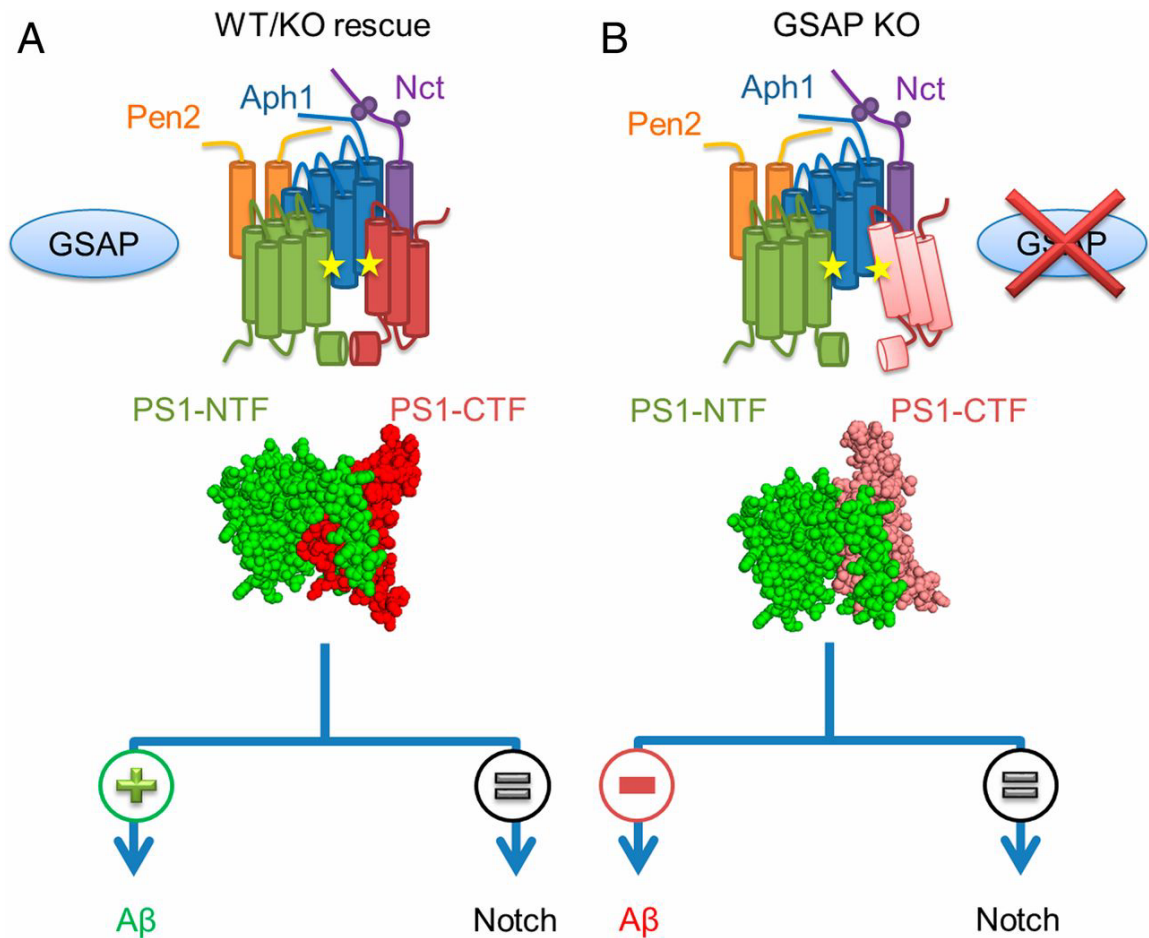 A
WT/KO rescue
Pen2
Aph1
Nct
GSAP
PS1-NTF
PS1-CTF
Aβ
Notch
B
GSAP KO
Pen2
Aph1
Nct
GSAP
PS1-NTF
PS1-CTF
Aβ
Notch